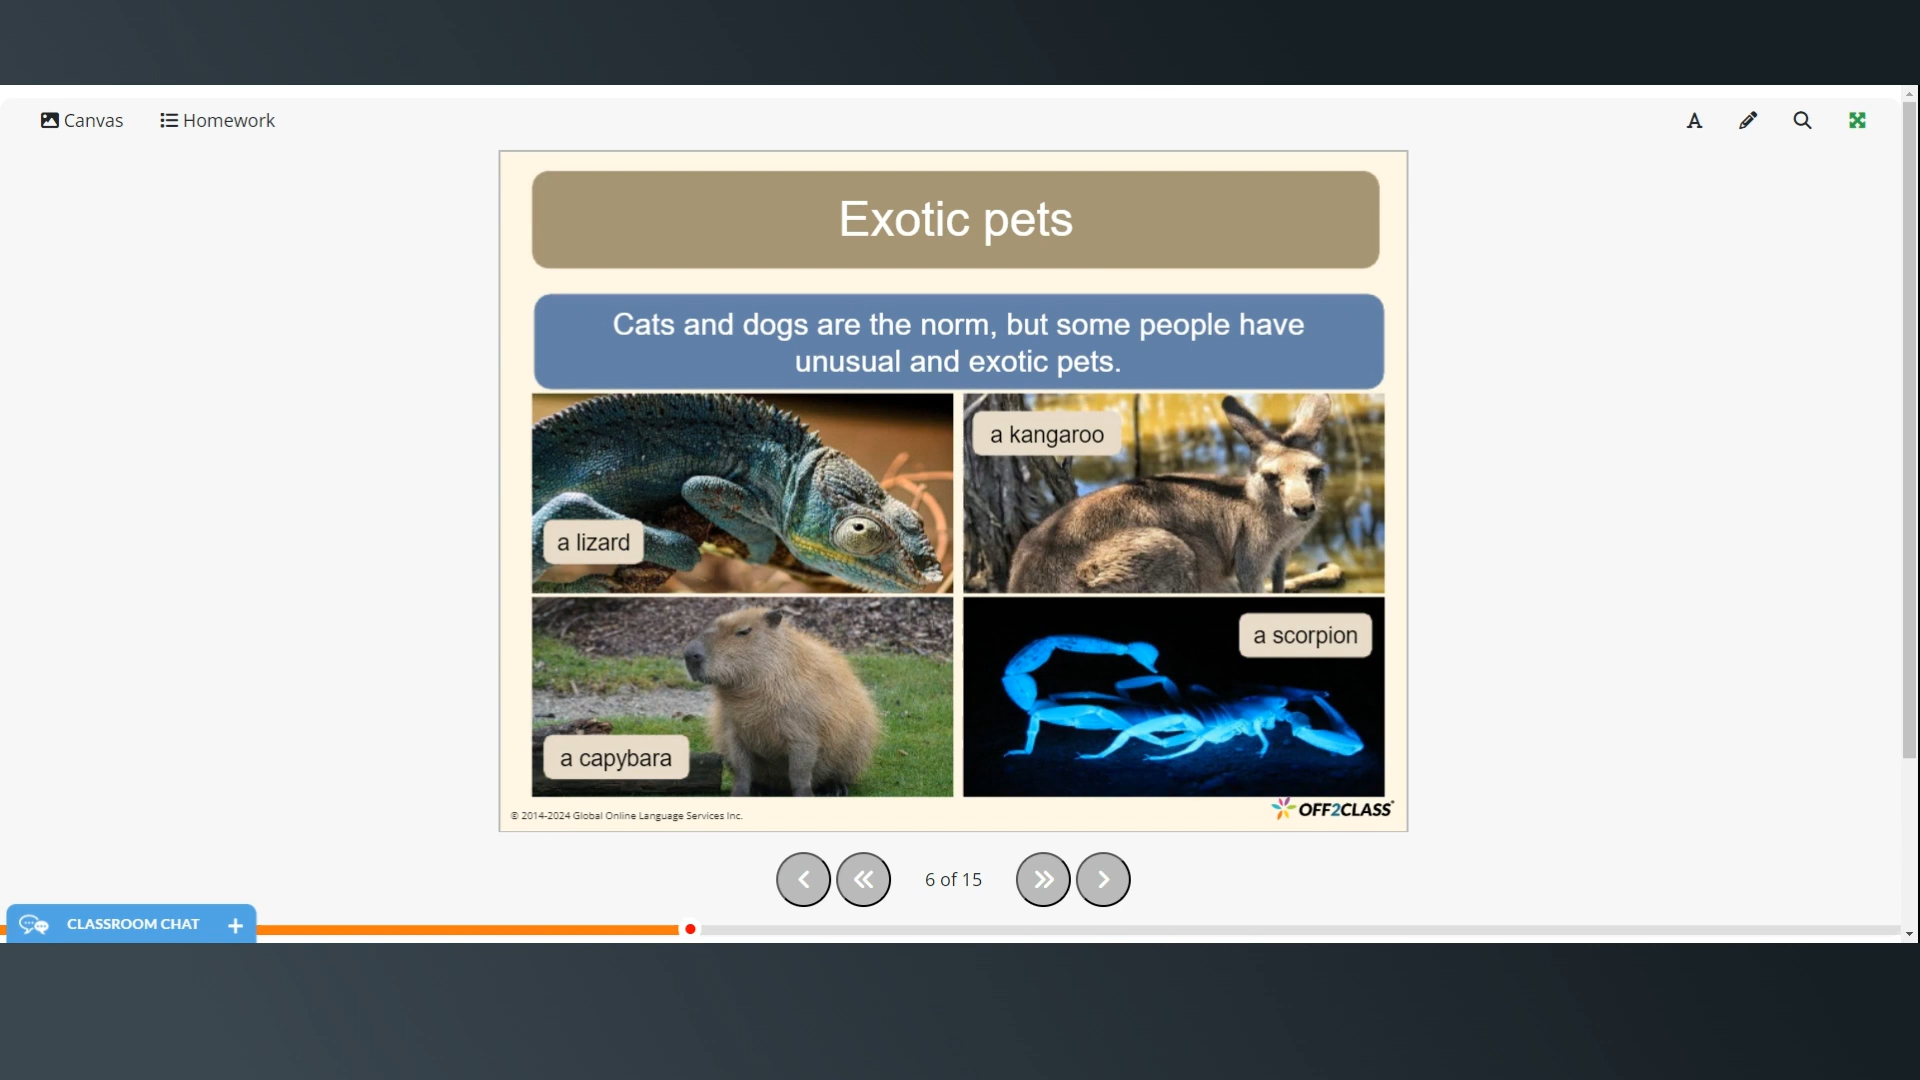 Canvas
Homework
Exotic pets
Cats and dogs are the norm, but some people have
unusual and exotic pets.
a lizard
a kangaroo
a capybara
a scorpion
© 2014-2024 Global Online Language Services Inc.
OFF2CLASS
6 of 15
CLASSROOM CHAT